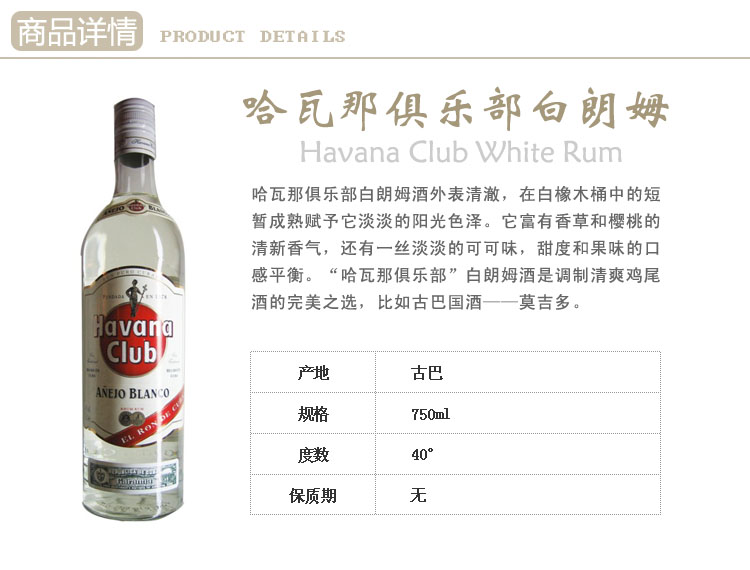 商品详情 PRODUCT DETAILS
哈瓦那俱乐部白朗姆
Havana Club White Rum
哈瓦那俱乐部白朗姆酒外表清澈，在白橡木桶中的短
暂成熟赋予它淡淡的阳光色泽。它富有香草和樱桃的
清新香气，还有一丝淡淡的可可味，甜度和果味的口
感平衡。“哈瓦那俱乐部”白朗姆酒是调制清爽鸡尾
酒的完美之选，比如古巴国酒——莫吉多。
Havana
Club
AÑEJO BLANCO
EL RON DE CUBA
产地 古巴
规格 750ml
度数 40°
保质期 无